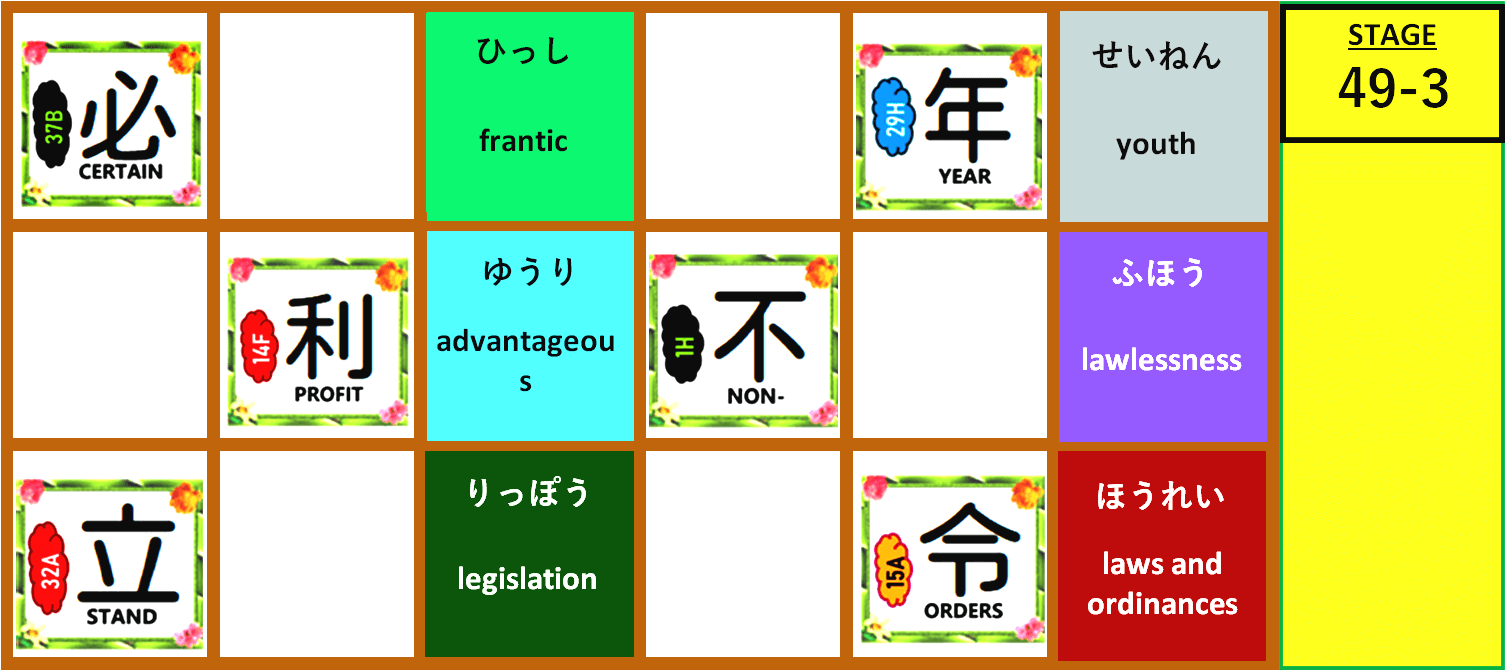 37B
必
CERTAIN
ひっし
frantic
29H
年
YEAR
せいねん
youth
STAGE
49-3
14F
利
PROFIT
ゆうり
advantageou
s
1H
不
NON-
ふほう
lawlessness
32A
立
STAND
りっぽう
legislation
15A
令
ORDERS
ほうれい
laws and
ordinances